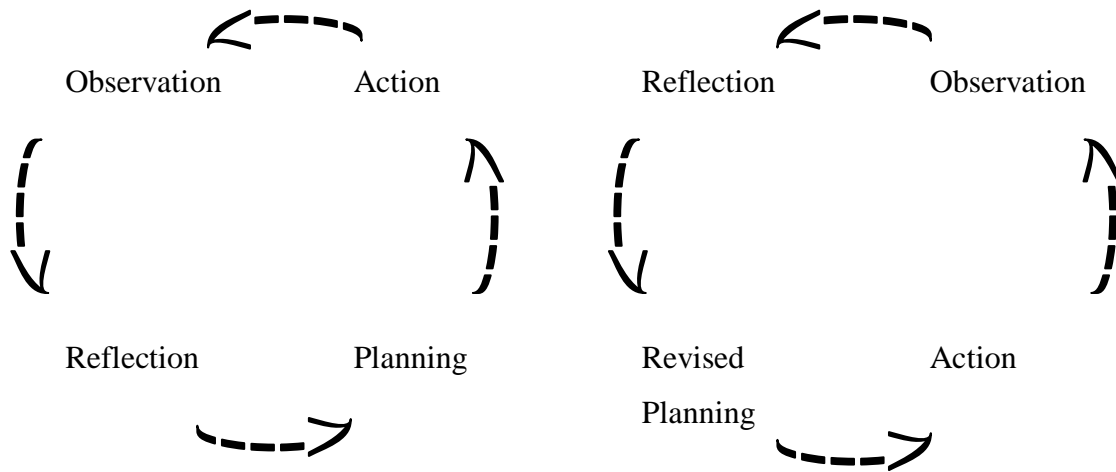 Observation Action Reflection Observation
Reflection Planning Revised Action
Planning